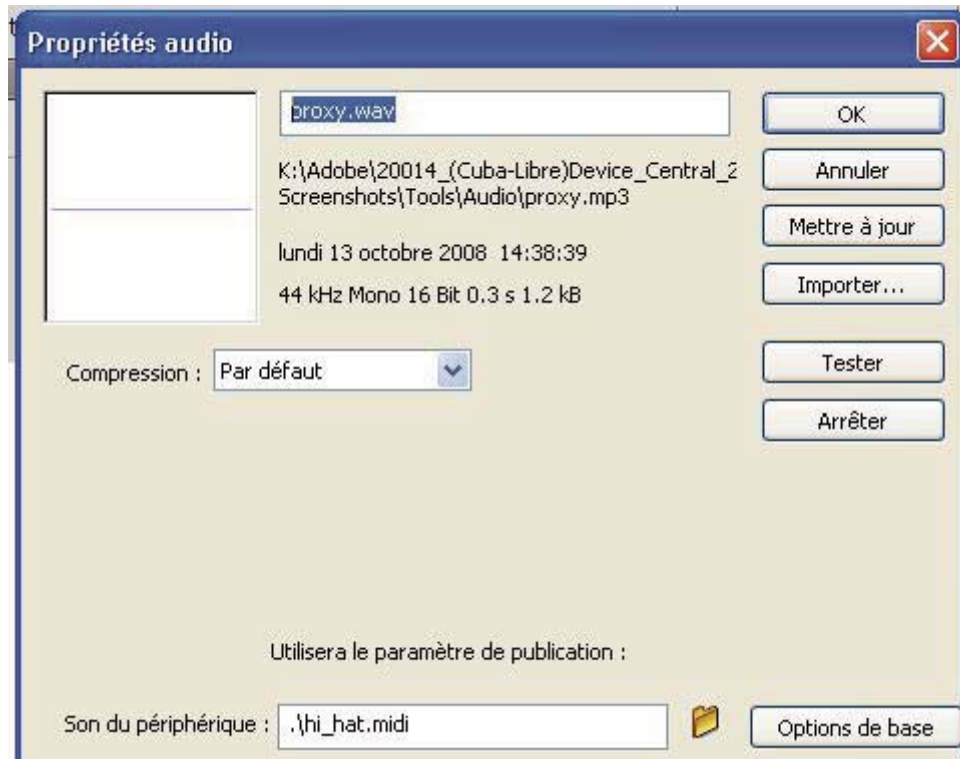 Propriétés audio
proxy.wav
OK
K:\Adobe\20014_(Cuba-Libre)Device_Central_2
Screenshots\Tools\Audio\proxy.mp3
Annuler
Mettre à jour
lundi 13 octobre 2008 14:38:39
44 kHz Mono 16 Bit 0.3 s 1.2 kB
Importer...
Compression : Par défaut
Tester
Arrêter
Utilisera le paramètre de publication :
Son du périphérique : .\hi_hat.midi
Options de base